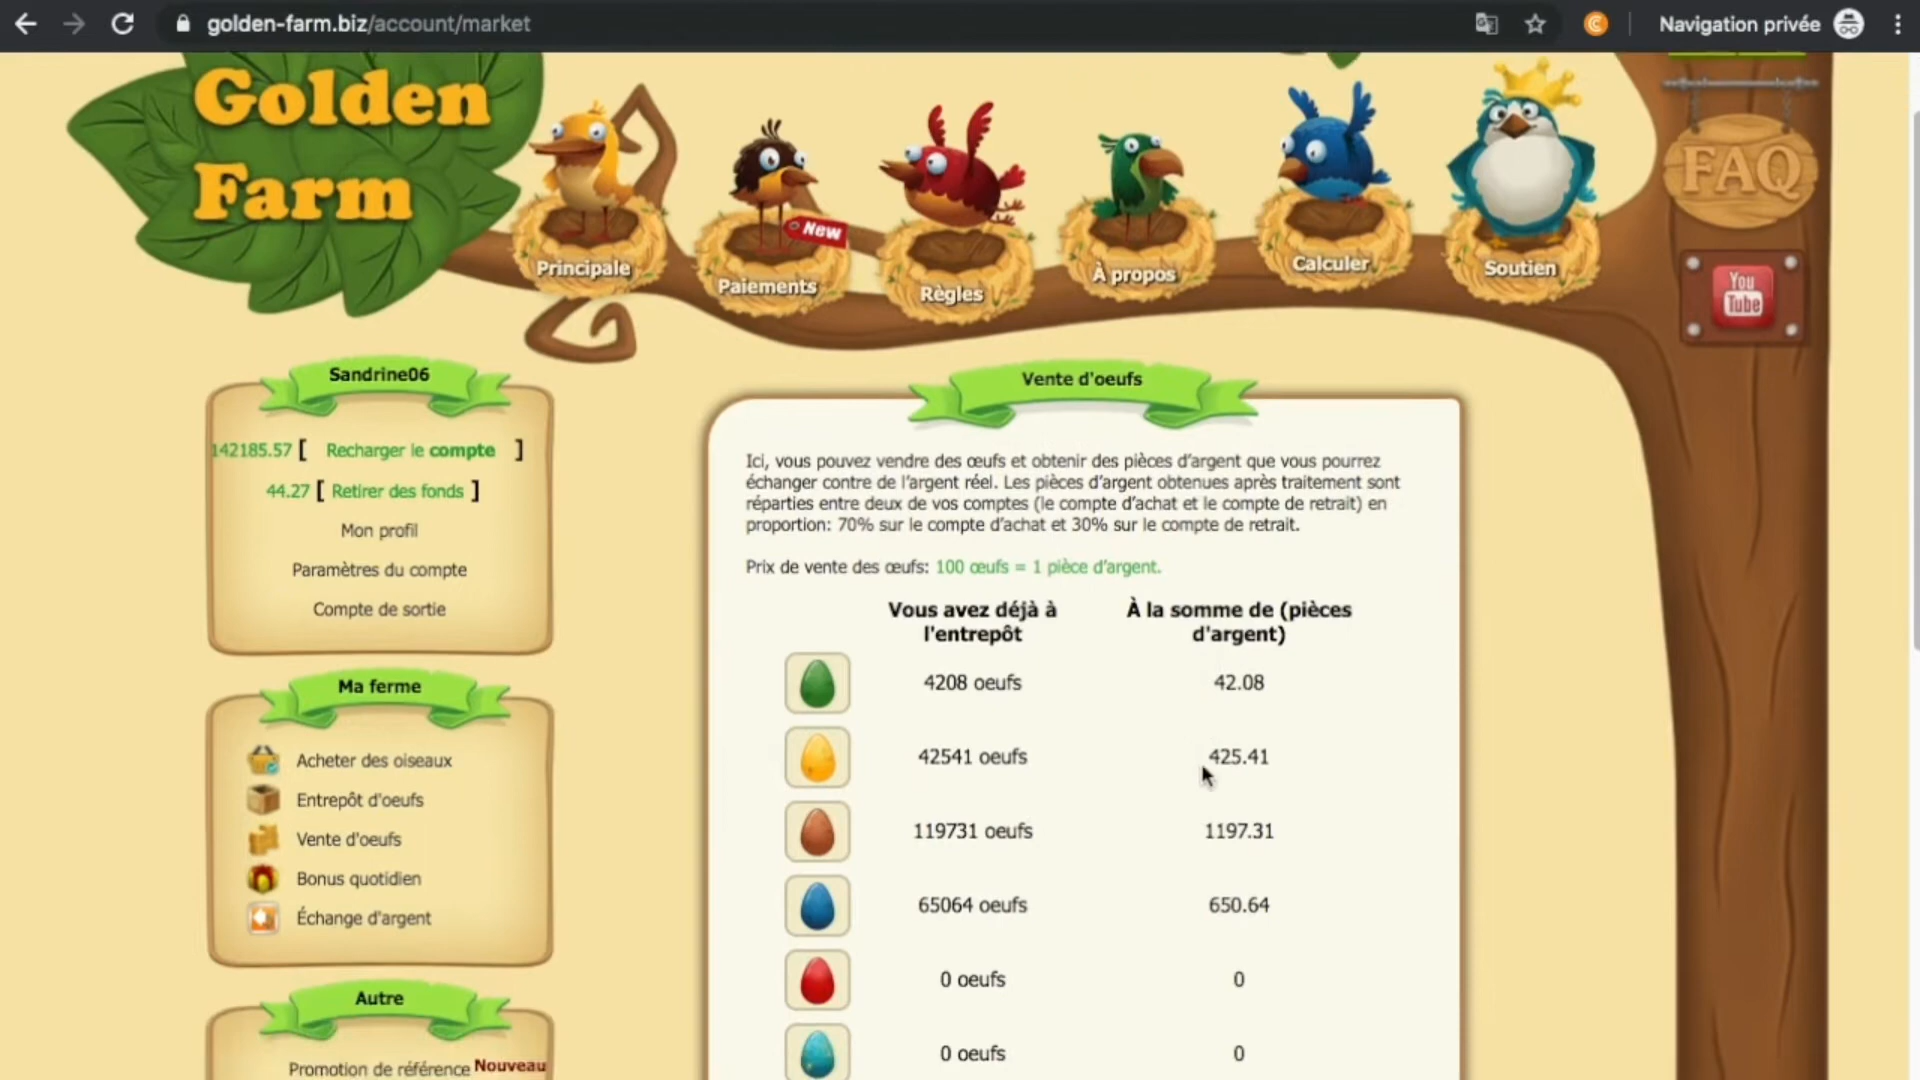 golden-farm.biz/account/market
Navigation privée
Golden
Farm
Principale
Paiements
New
Règles
À propos
Calculer
Soutien
FAQ
You
Tube
Sandrine06
142185.57 [ Recharger le compte ]
44.27 [ Retirer des fonds ]
Mon profil
Paramètres du compte
Compte de sortie
Ma ferme
Acheter des oiseaux
Entrepôt d'oeufs
Vente d'oeufs
Bonus quotidien
Échange d'argent
Autre
Promotion de référence Nouveau
Vente d'oeufs
Ici, vous pouvez vendre des œufs et obtenir des pièces d'argent que vous pourrez
échanger contre de l'argent réel. Les pièces d'argent obtenues après traitement sont
réparties entre deux de vos comptes (le compte d'achat et le compte de retrait) en
proportion: 70% sur le compte d'achat et 30% sur le compte de retrait.
Prix de vente des œufs: 100 œufs = 1 pièce d'argent.
Vous avez déjà à
l'entrepôt
À la somme de (pièces
d'argent)
4208 oeufs 42.08
42541 oeufs 425.41
119731 oeufs 1197.31
65064 oeufs 650.64
0 oeufs 0
0 oeufs 0